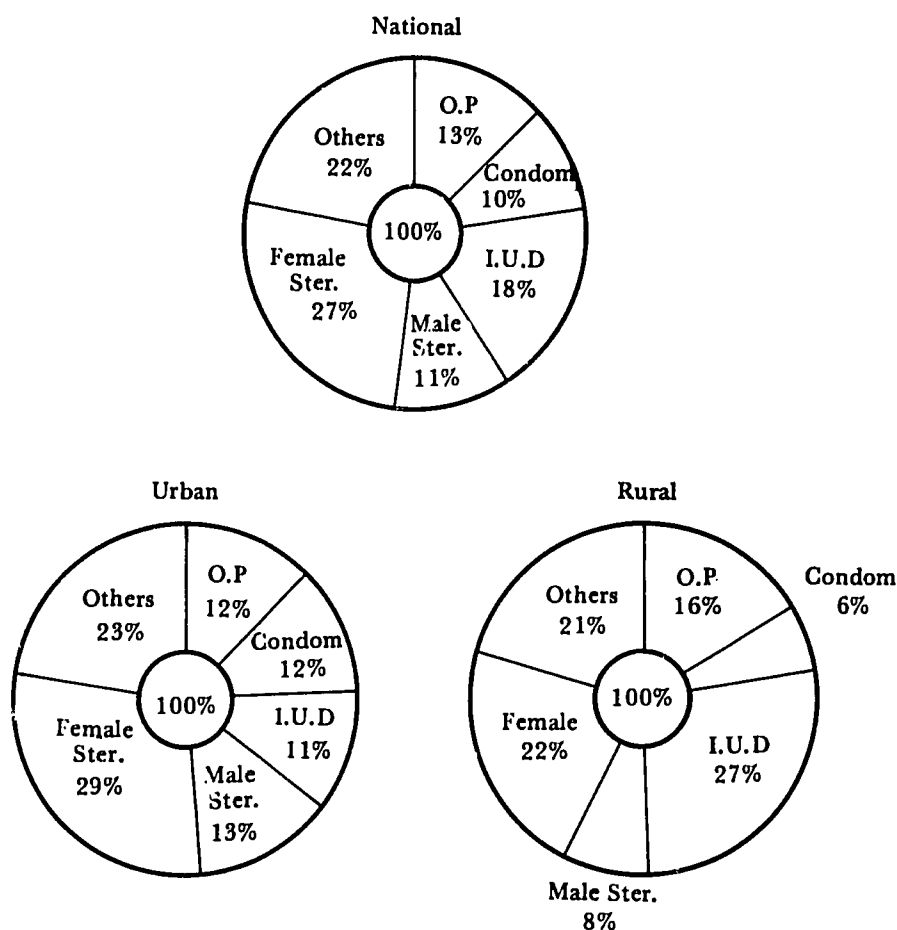 National
O.P
13%
Condom
10%
I.U.D
18%
Male
Ster.
11%
Female
Ster.
27%
Others
22%
100%
Urban
O.P
12%
Condom
12%
I.U.D
11%
Male
Ster.
13%
Female
Ster.
29%
Others
23%
100%
Rural
O.P.
16%
Condom
6%
I.U.D
27%
Male Ster.
8%
Female
22%
Others
21%
100%